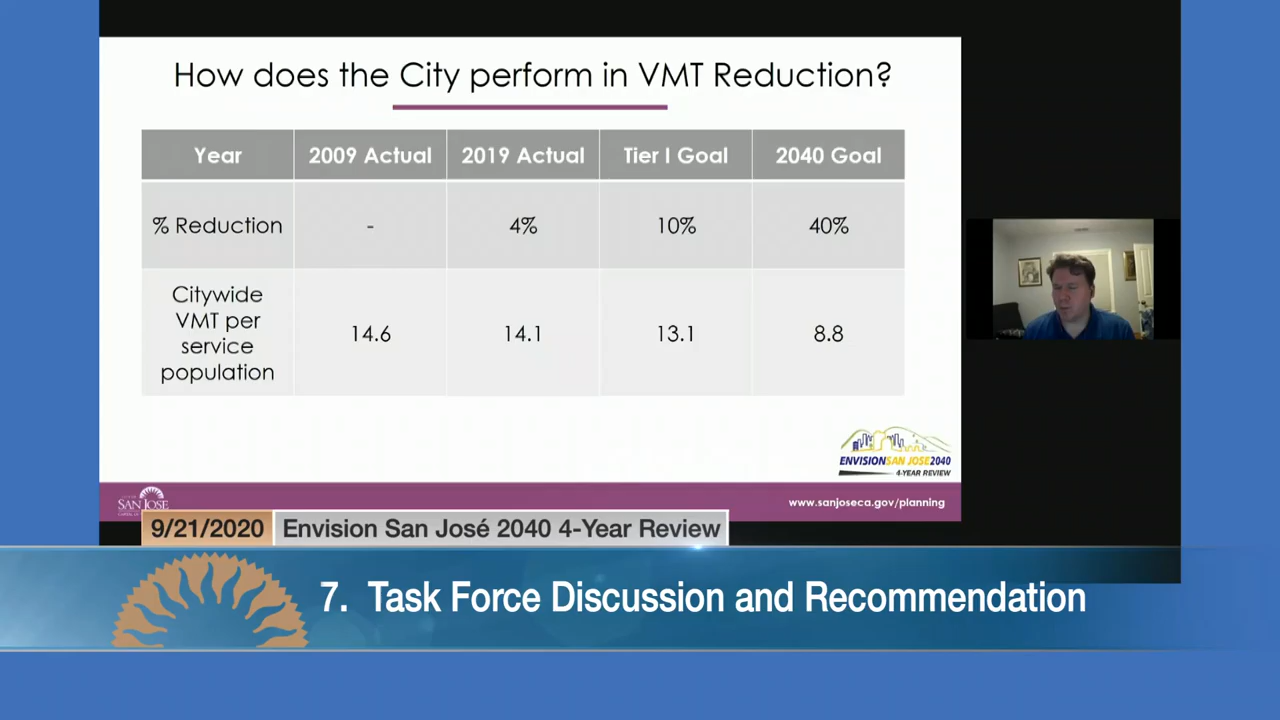 How does the City perform in VMT Reduction?
Year 2009 Actual 2019 Actual Tier I Goal 2040 Goal
% Reduction - 4% 10% 40%
Citywide
VMT per
service
population
14.6 14.1 13.1 8.8
ENVISIONSAN JOSE2040
4-YEAR REVIEW
SAN JOSE
www.sanjoseca.gov/planning
9/21/2020 Envision San José 2040 4-Year Review
7. Task Force Discussion and Recommendation